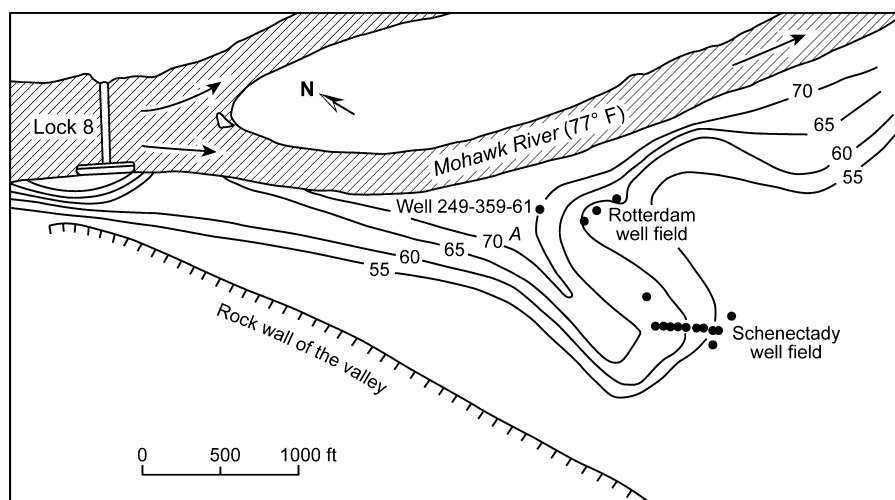 N
Lock 8
Mohawk River (77° F)
70
65
60
55
Well 249-359-61
Rotterdam
well field
70 A
65
60
55
Rock wall of the valley
Schenectady
well field
0 500 1000 ft